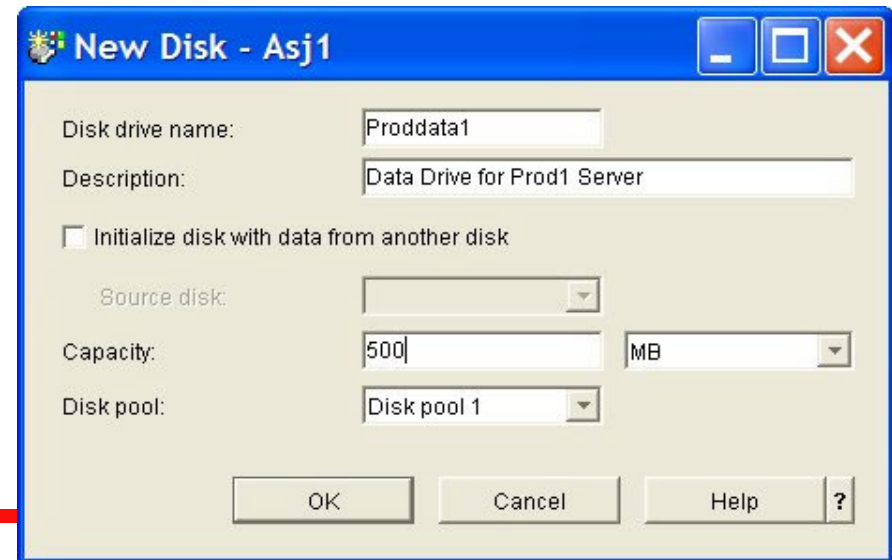 New Disk - Asj1
Disk drive name: Proddata1
Description: Data Drive for Prod1 Server
Initialize disk with data from another disk
Source disk:
Capacity: 500 MB
Disk pool: Disk pool 1
OK Cancel Help ?